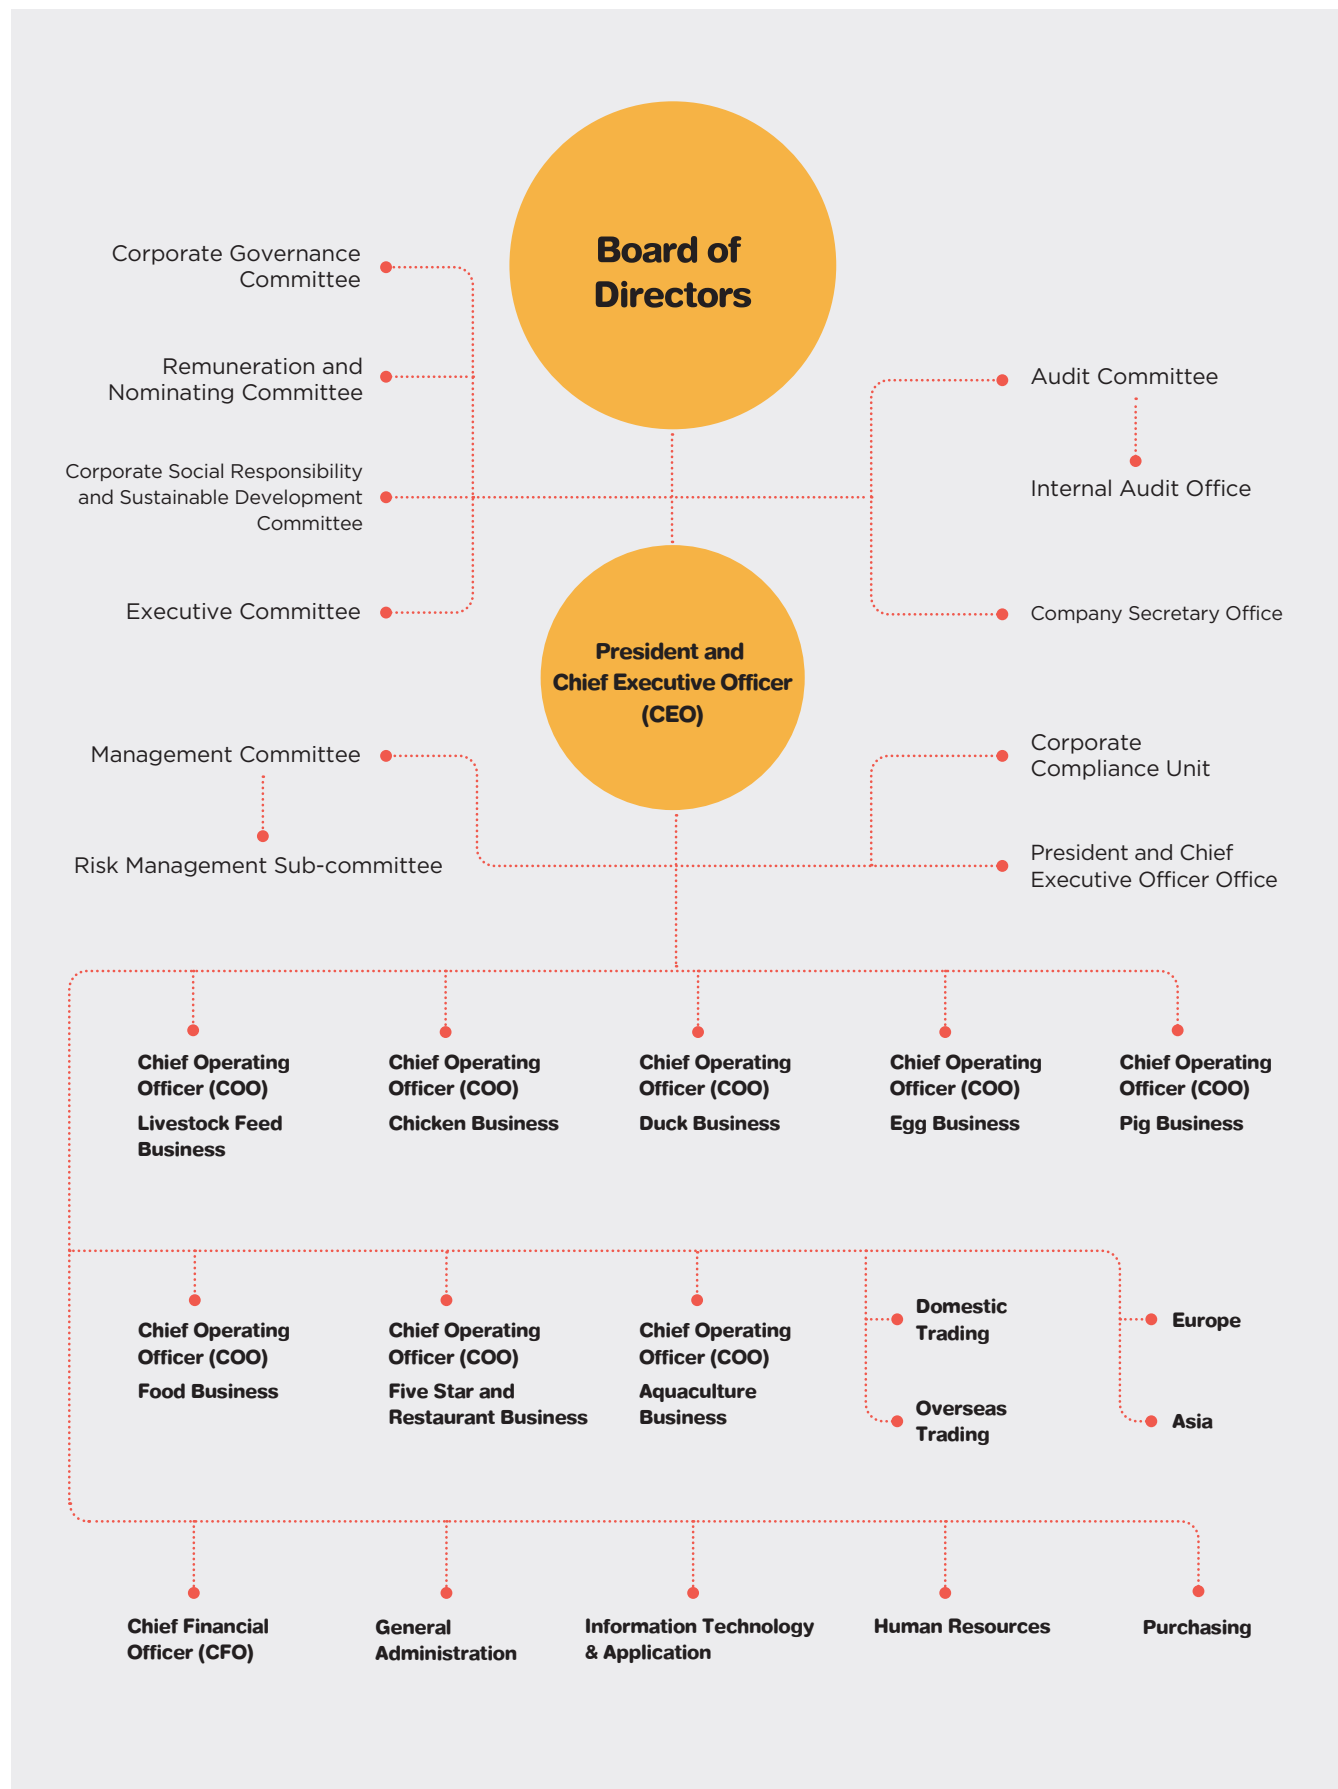 Board of
Directors
Corporate Governance
Committee
Remuneration and
Nominating Committee
Corporate Social Responsibility
and Sustainable Development
Committee
Executive Committee
Audit Committee
Internal Audit Office
Company Secretary Office
President and
Chief Executive Officer
(CEO)
Management Committee
Risk Management Sub-committee
Corporate
Compliance Unit
President and Chief
Executive Officer Office
Chief Operating
Officer (COO)
Livestock Feed
Business
Chief Operating
Officer (COO)
Chicken Business
Chief Operating
Officer (COO)
Duck Business
Chief Operating
Officer (COO)
Egg Business
Chief Operating
Officer (COO)
Pig Business
Chief Operating
Officer (COO)
Food Business
Chief Operating
Officer (COO)
Five Star and
Restaurant Business
Chief Operating
Officer (COO)
Aquaculture
Business
Domestic
Trading
Overseas
Trading
Europe
Asia
Chief Financial
Officer (CFO)
General
Administration
Information Technology
& Application
Human Resources
Purchasing